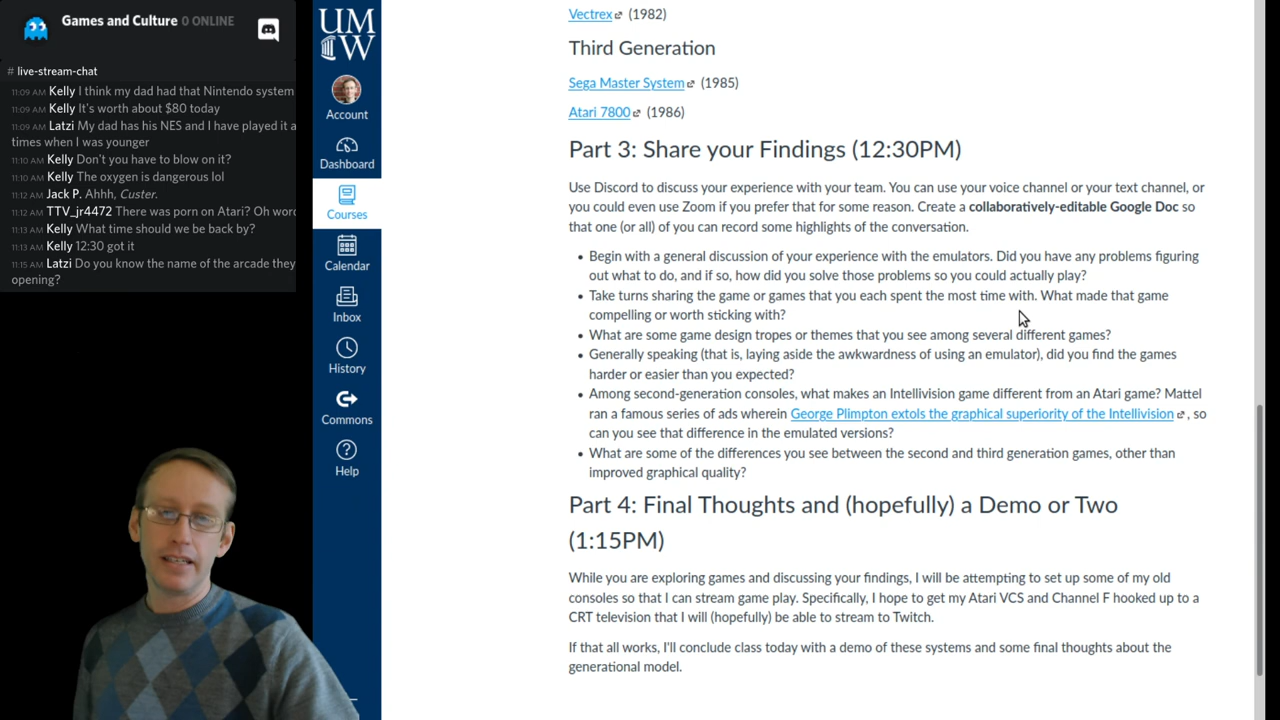 Games and Culture 0 ONLINE
# live-stream-chat
11:09 AM Kelly I think my dad had that Nintendo system
11:09 AM Kelly It's worth about $80 today
11:09 AM Latzi My dad has his NES and I have played it a
times when I was younger
11:10 AM Kelly Don't you have to blow on it?
11:10 AM Kelly The oxygen is dangerous lol
11:12 AM Jack P. Ahhh, Custer.
11:12 AM TTV_jr4472 There was porn on Atari? Oh word
11:13 AM Kelly What time should we be back by?
11:13 AM Kelly 12:30 got it
11:15 AM Latzi Do you know the name of the arcade they
opening?
UM
W
Account
Dashboard
Courses
Calendar
Inbox
History
Commons
Help
Vectrex (1982)
Third Generation
Sega Master System (1985)
Atari 7800 (1986)
Part 3: Share your Findings (12:30PM)
Use Discord to discuss your experience with your team. You can use your voice channel or your text channel, or
you could even use Zoom if you prefer that for some reason. Create a collaboratively-editable Google Doc so
that one (or all) of you can record some highlights of the conversation.
• Begin with a general discussion of your experience with the emulators. Did you have any problems figuring
out what to do, and if so, how did you solve those problems so you could actually play?
• Take turns sharing the game or games that you each spent the most time with. What made that game
compelling or worth sticking with?
• What are some game design tropes or themes that you see among several different games?
• Generally speaking (that is, laying aside the awkwardness of using an emulator), did you find the games
harder or easier than you expected?
• Among second-generation consoles, what makes an Intellivision game different from an Atari game? Mattel
ran a famous series of ads wherein George Plimpton extols the graphical superiority of the Intellivision , so
can you see that difference in the emulated versions?
• What are some of the differences you see between the second and third generation games, other than
improved graphical quality?
Part 4: Final Thoughts and (hopefully) a Demo or Two
(1:15PM)
While you are exploring games and discussing your findings, I will be attempting to set up some of my old
consoles so that I can stream game play. Specifically, I hope to get my Atari VCS and Channel F hooked up to a
CRT television that I will (hopefully) be able to stream to Twitch.
If that all works, I'll conclude class today with a demo of these systems and some final thoughts about the
generational model.